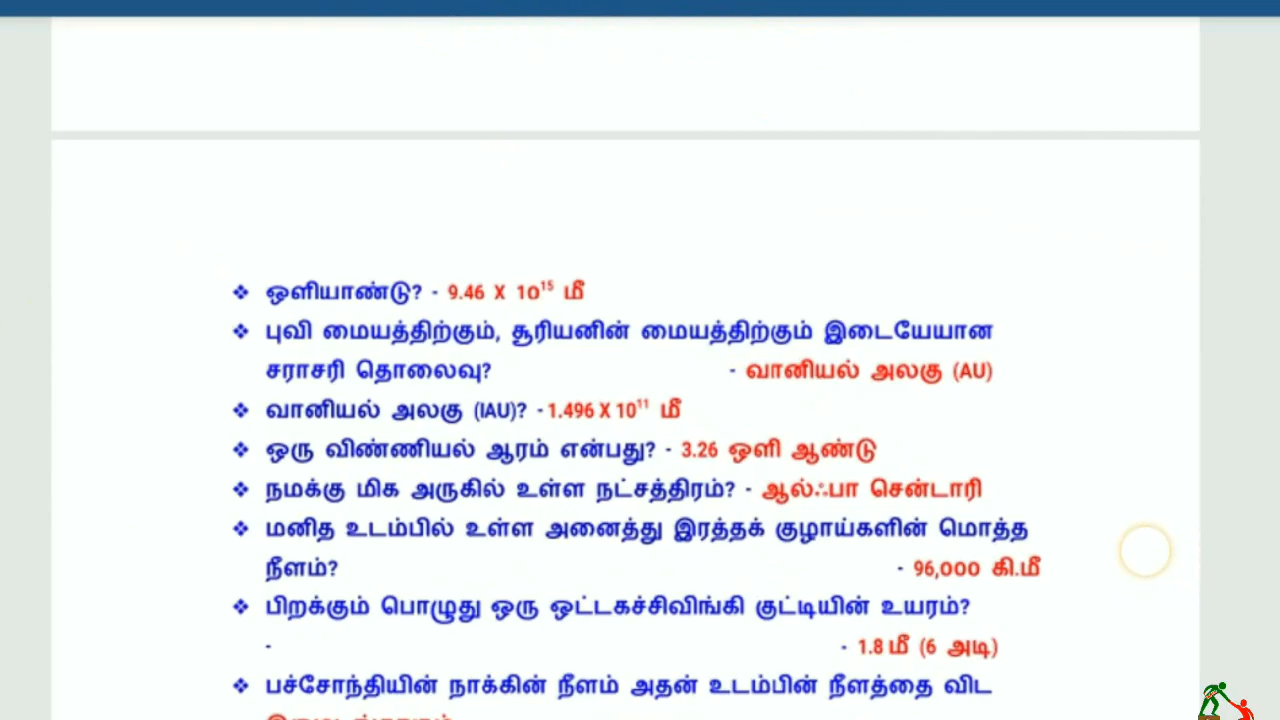 ❖ ஒளியாண்டு? - 9.46 X 10¹⁵ மீ
❖ புவி மையத்திற்கும், சூரியனின் மையத்திற்கும் இடையேயான
சராசரி தொலைவு? - வானியல் அலகு (AU)
❖ வானியல் அலகு (IAU)? - 1.496 X 10¹¹ மீ
❖ ஒரு விண்ணியல் ஆரம் என்பது? - 3.26 ஒளி ஆண்டு
❖ நமக்கு மிக அருகில் உள்ள நட்சத்திரம்? - ஆல்ஃபா சென்டாரி
❖ மனித உடம்பில் உள்ள அனைத்து இரத்தக் குழாய்களின் மொத்த
நீளம்? - 96,000 கி.மீ
❖ பிறக்கும் பொழுது ஒரு ஒட்டகச்சிவிங்கி குட்டியின் உயரம்?
- - 1.8 மீ (6 அடி)
❖ பச்சோந்தியின் நாக்கின் நீளம் அதன் உடம்பின் நீளத்தை விட